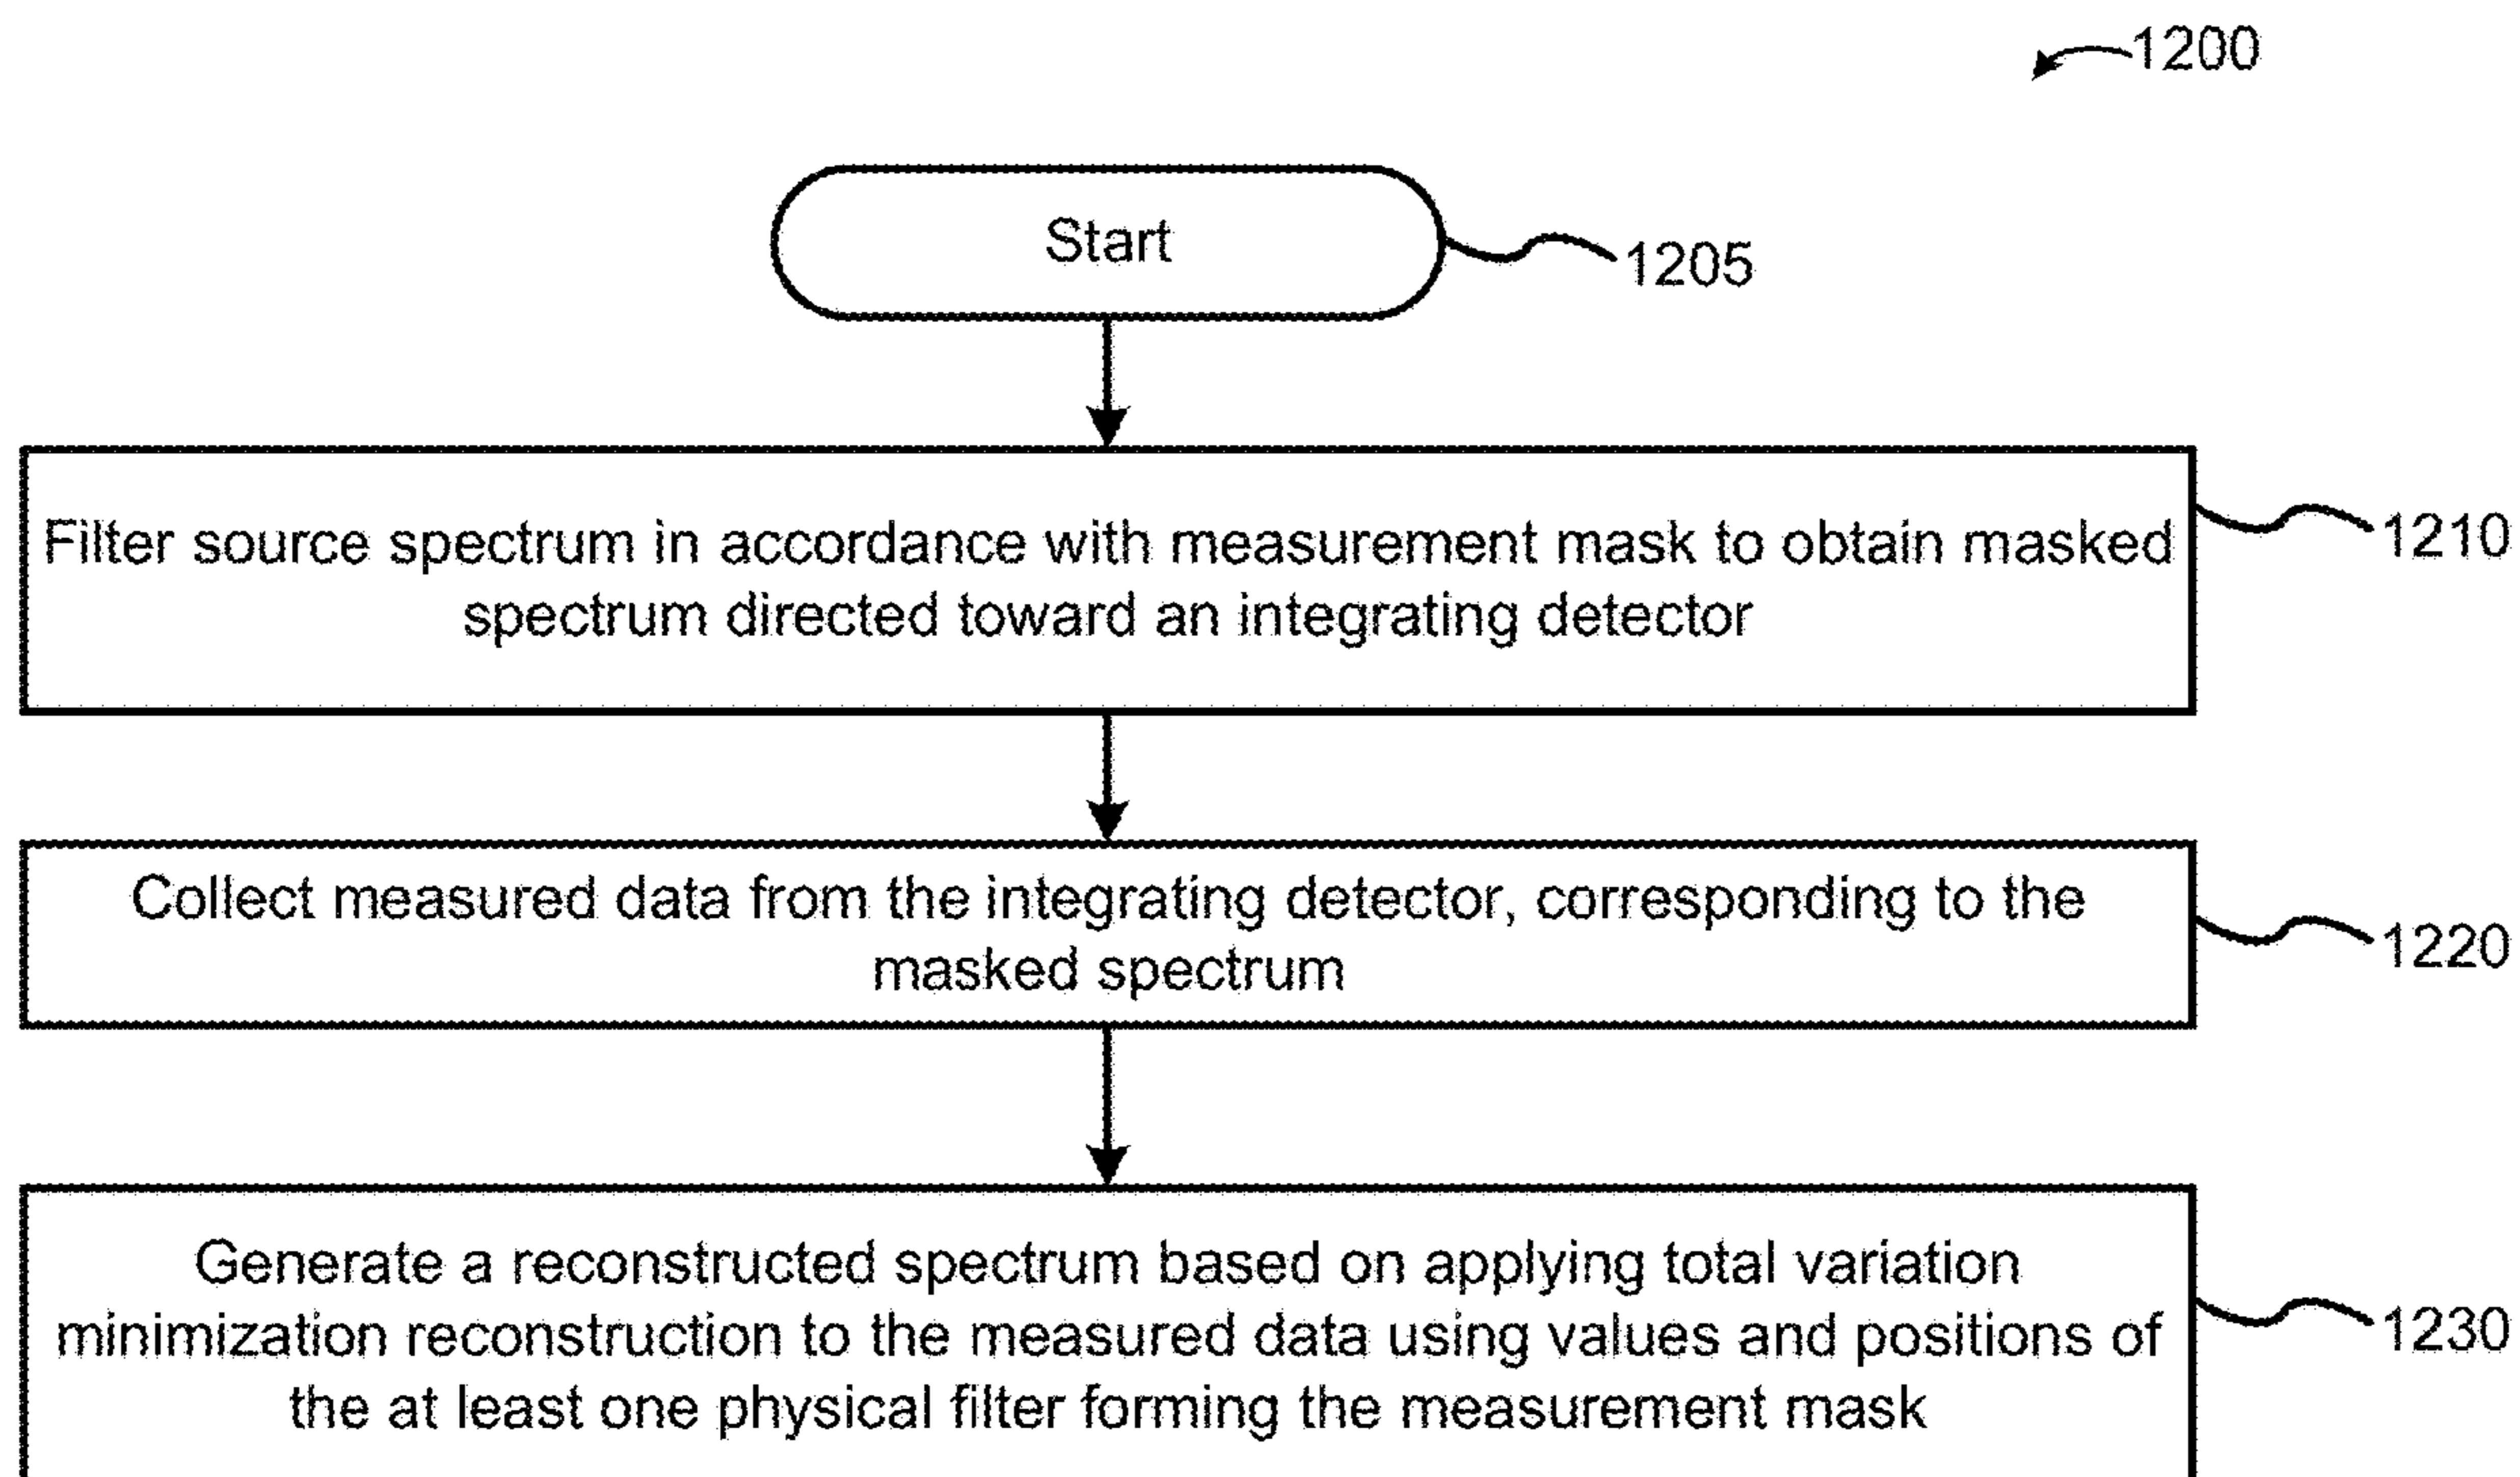 1200
Start
1205
Filter source spectrum in accordance with measurement mask to obtain masked
spectrum directed toward an integrating detector
1210
Collect measured data from the integrating detector, corresponding to the
masked spectrum
1220
Generate a reconstructed spectrum based on applying total variation
minimization reconstruction to the measured data using values and positions of
the at least one physical filter forming the measurement mask
1230